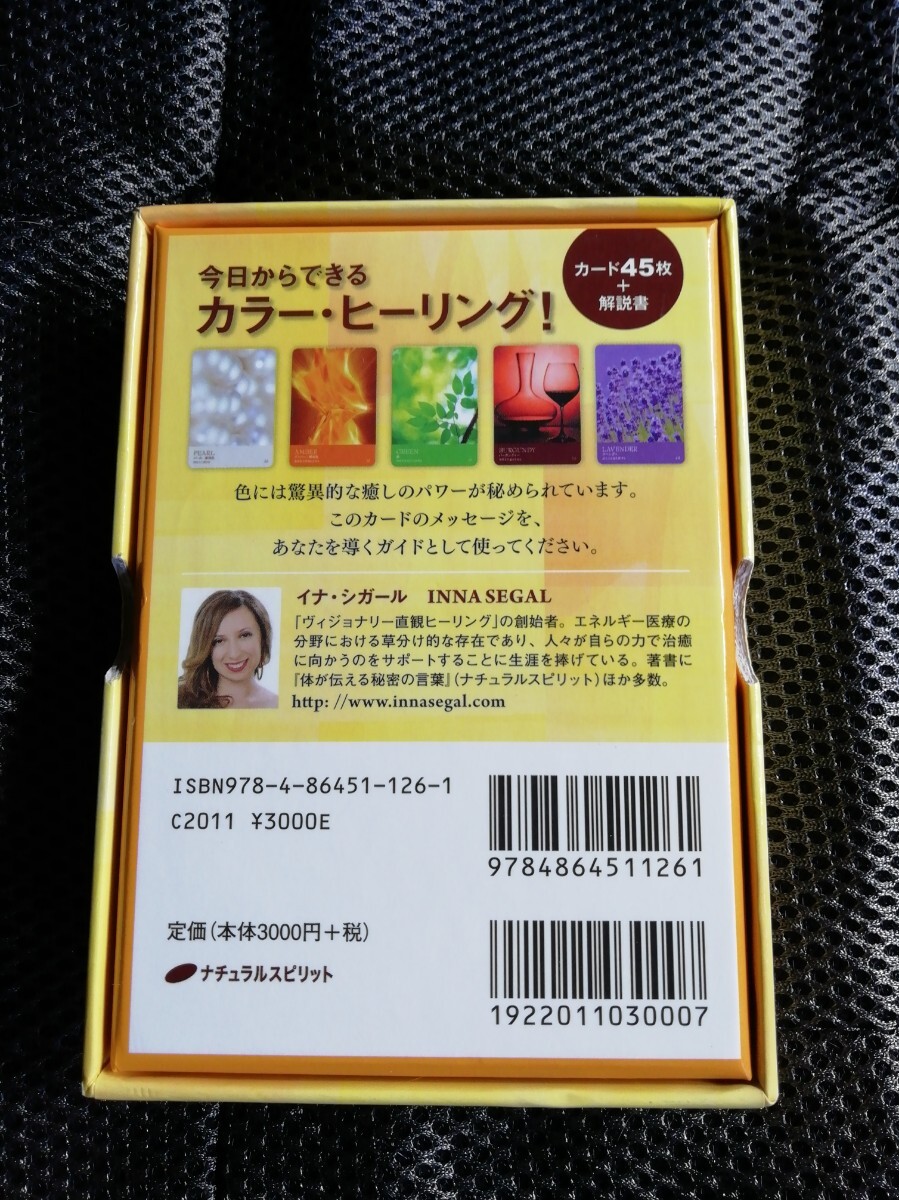 今日からできる
カラー・ヒーリング!
カード45枚
+
解説書
PEARL
AMBER
GREEN
BURGUNDY
LAVENDER
色には驚異的な癒しのパワーが秘められています。
このカードのメッセージを、
あなたを導くガイドとして使ってください。
イナ・シガール INNA SEGAL
「ヴィジョナリー直観ヒーリング」の創始者。エネルギー医療の
分野における草分け的な存在であり、人々が自らの力で治癒
に向かうのをサポートすることに生涯を捧げている。著書に
『体が伝える秘密の言葉』(ナチュラルスピリット)ほか多数。
http: //www.innasegal.com
ISBN978-4-86451-126-1
C2011 ¥3000E
9784864511261
定価(本体3000円+税)
ナチュラルスピリット
1922011030007